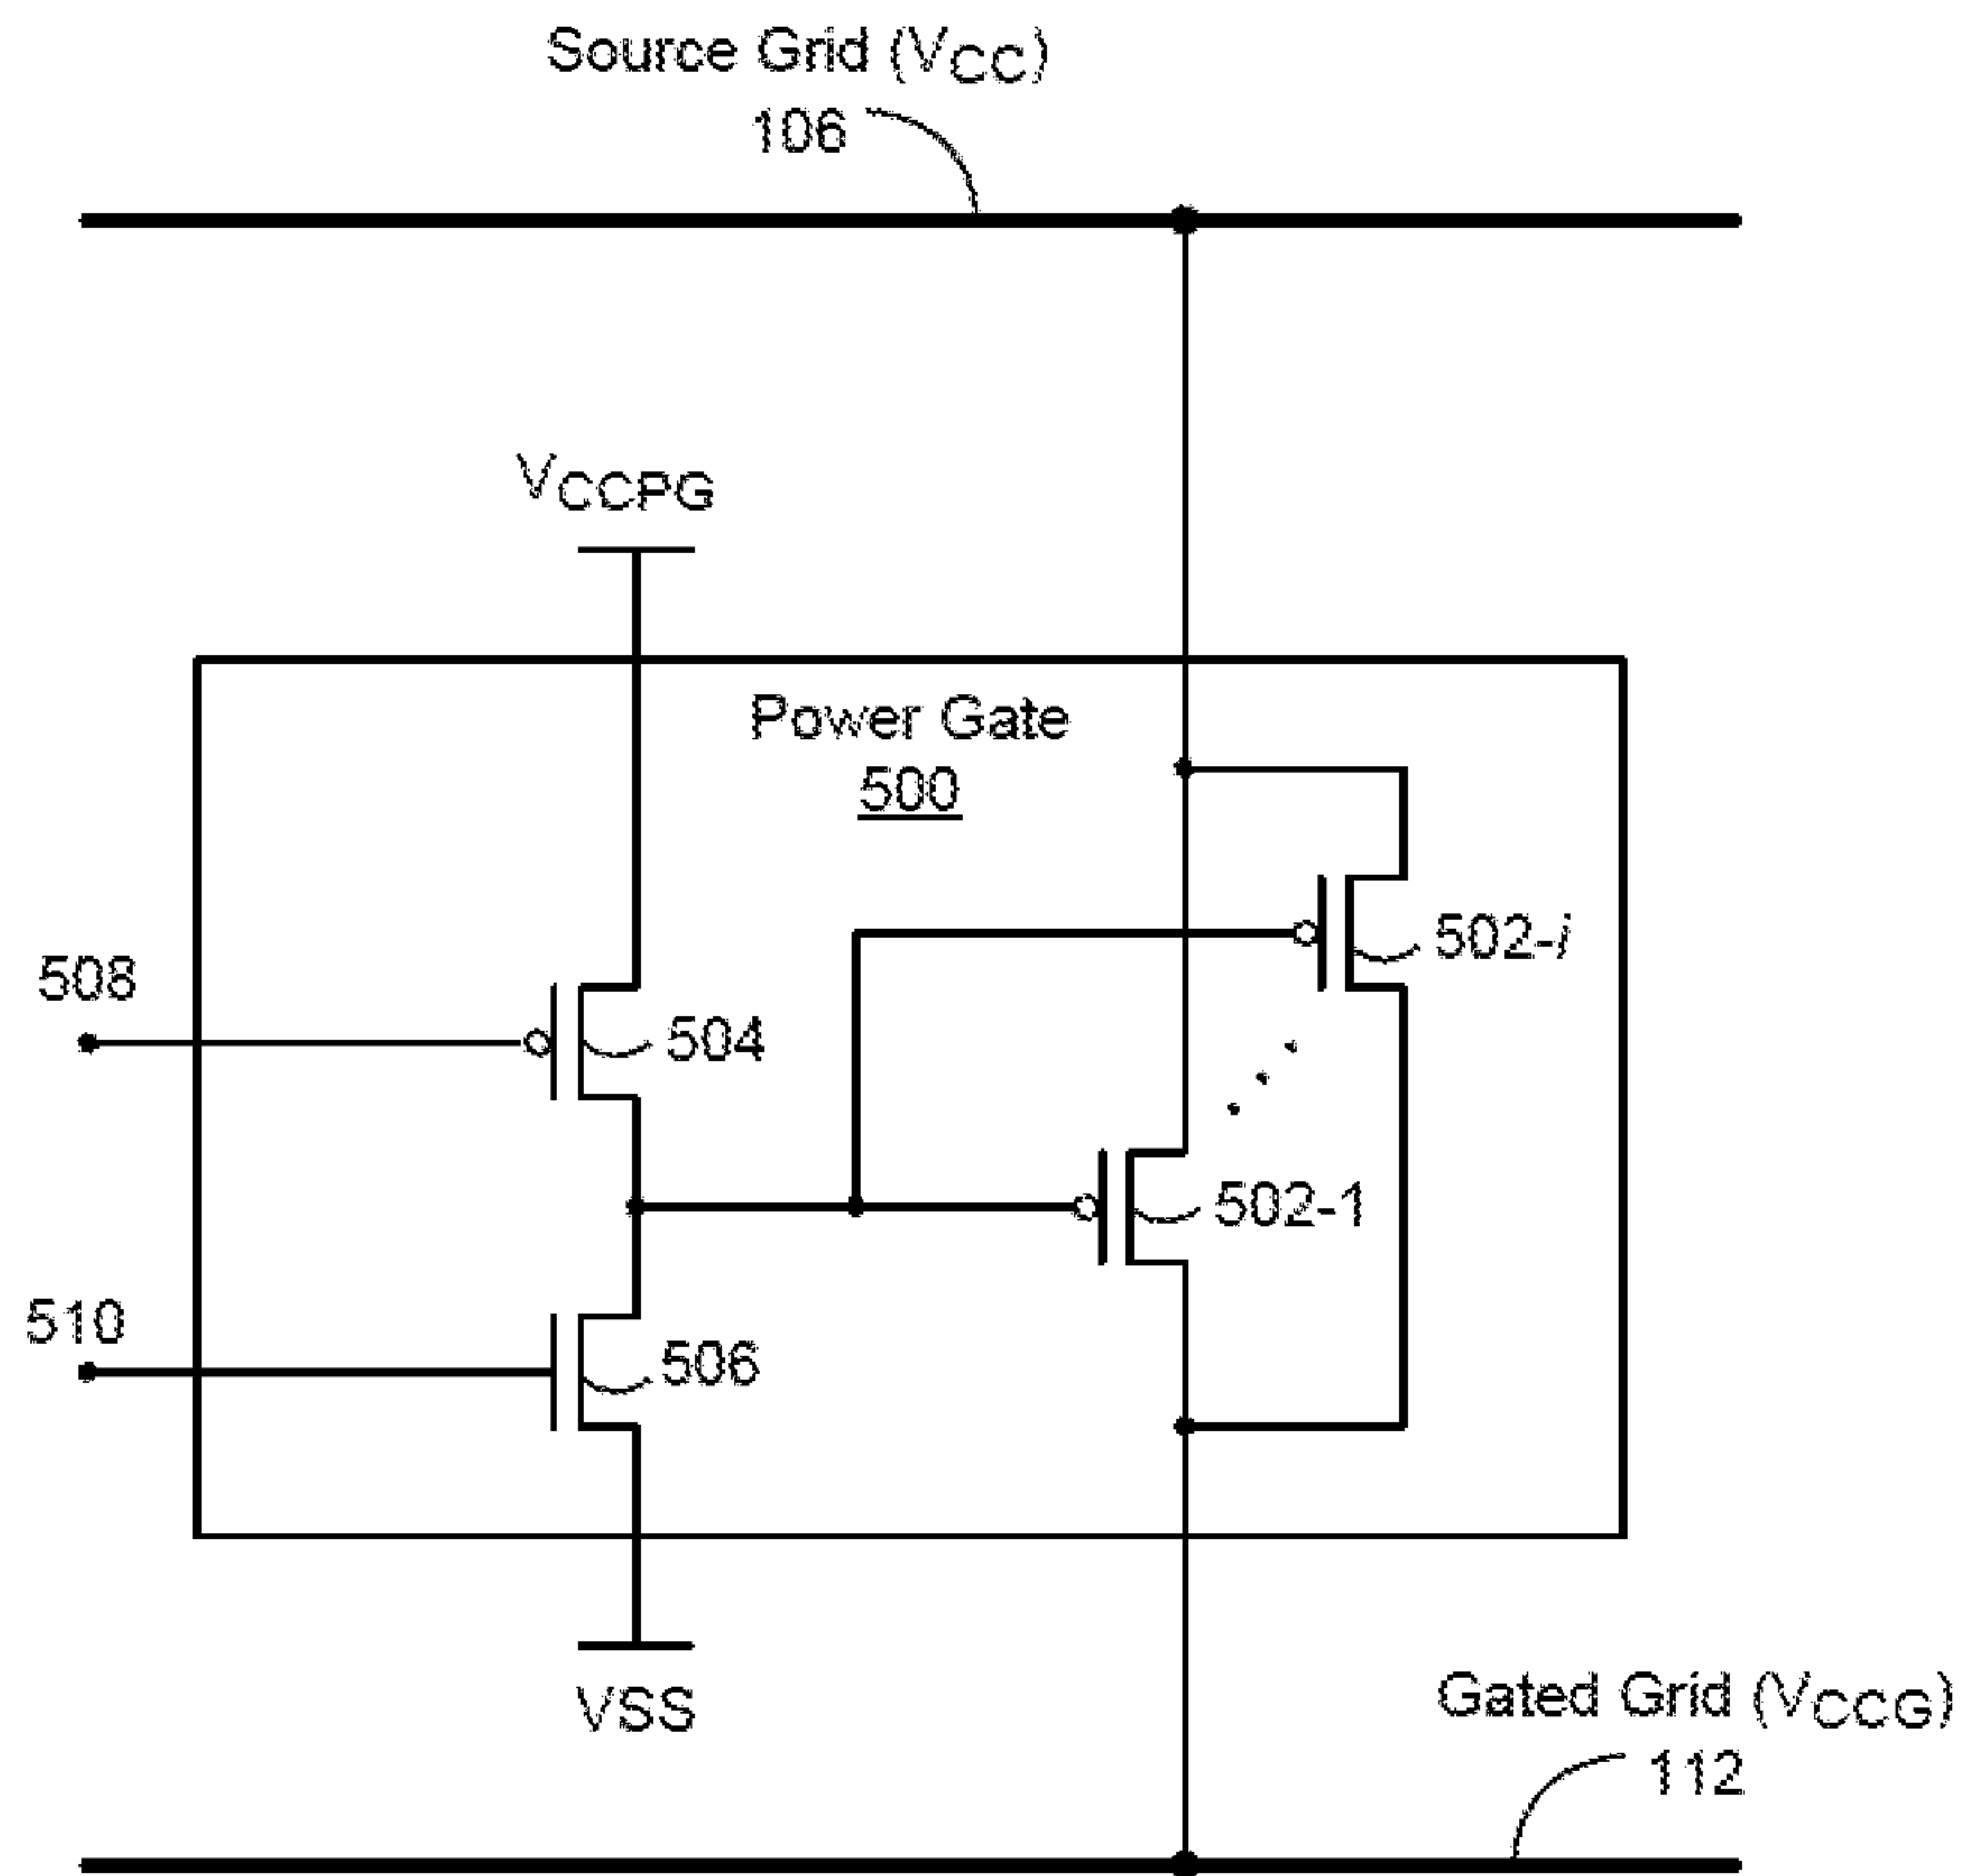 Source Grid (VCC)
106
VCCPG
Power Gate
500
502-i
508
504
502-1
510
506
VSS
Gated Grid (VCCG)
112